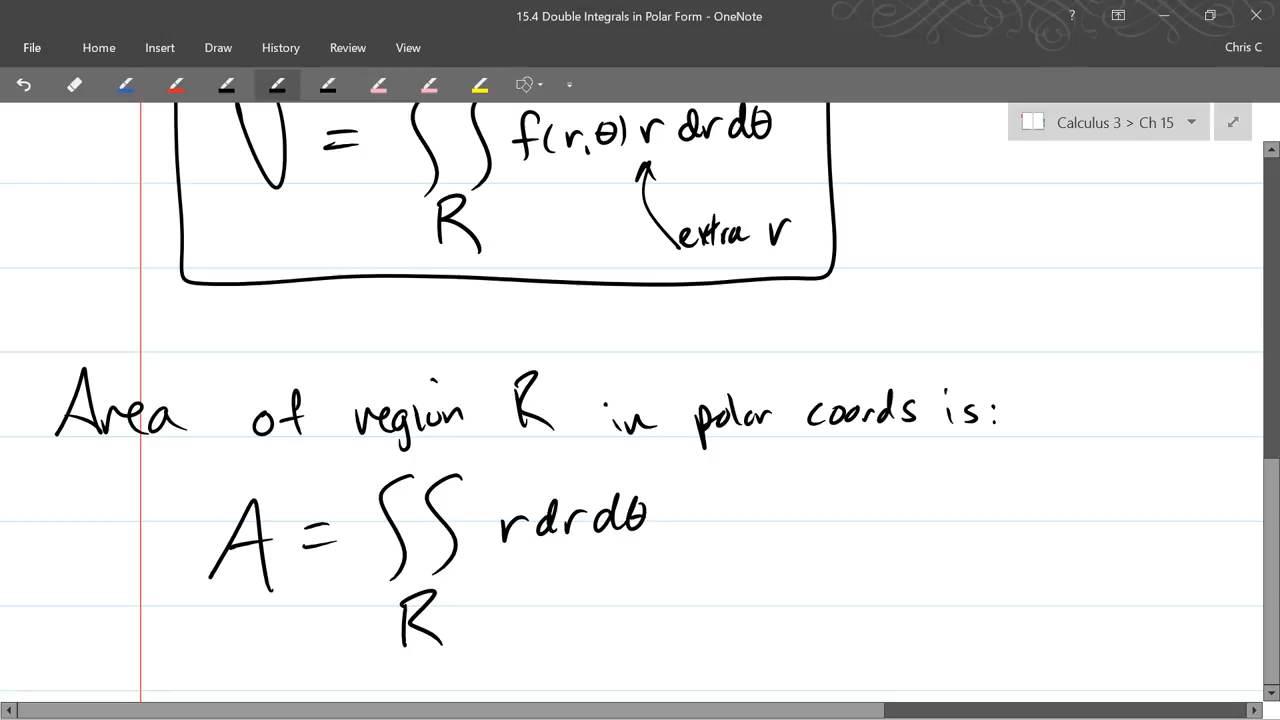 15.4 Double Integrals in Polar Form - OneNote
?
File Home Insert Draw History Review View Chris C
Calculus 3 > Ch 15
V = ∬ f(r,θ) r dr dθ
R
extra r
Area of region R in polar coords is:
A = ∬ r dr dθ
R